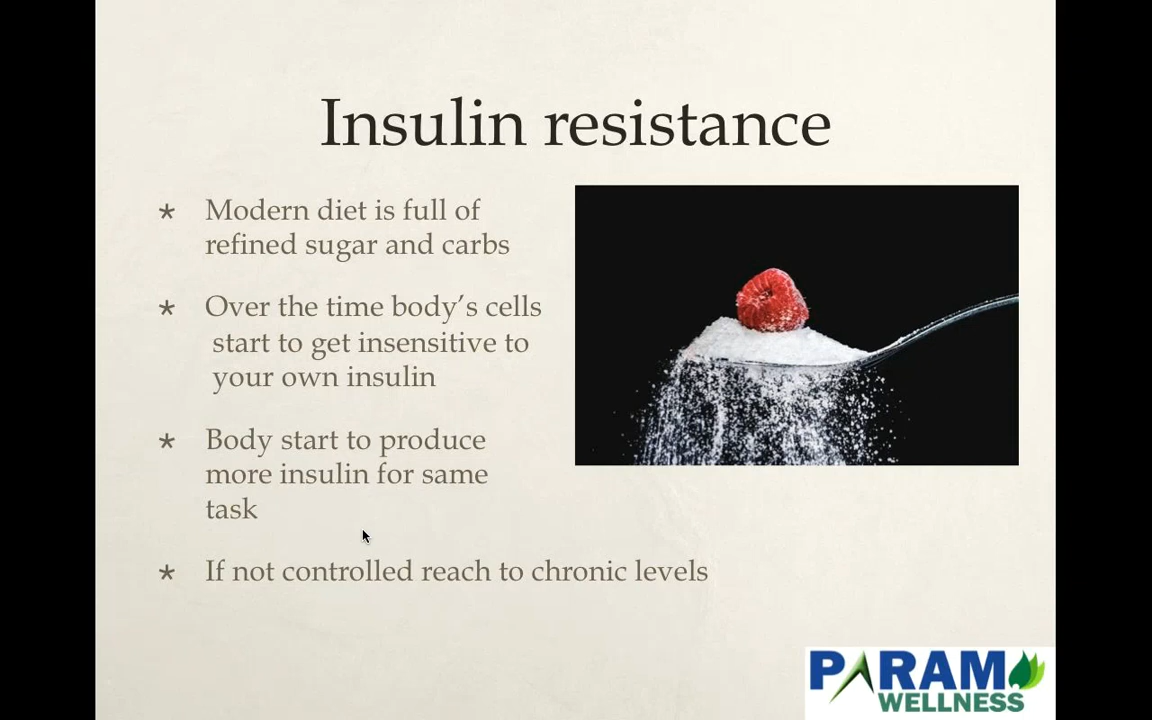 Insulin resistance
* Modern diet is full of
refined sugar and carbs
* Over the time body’s cells
start to get insensitive to
your own insulin
* Body start to produce
more insulin for same
task
* If not controlled reach to chronic levels
PARAM
WELLNESS